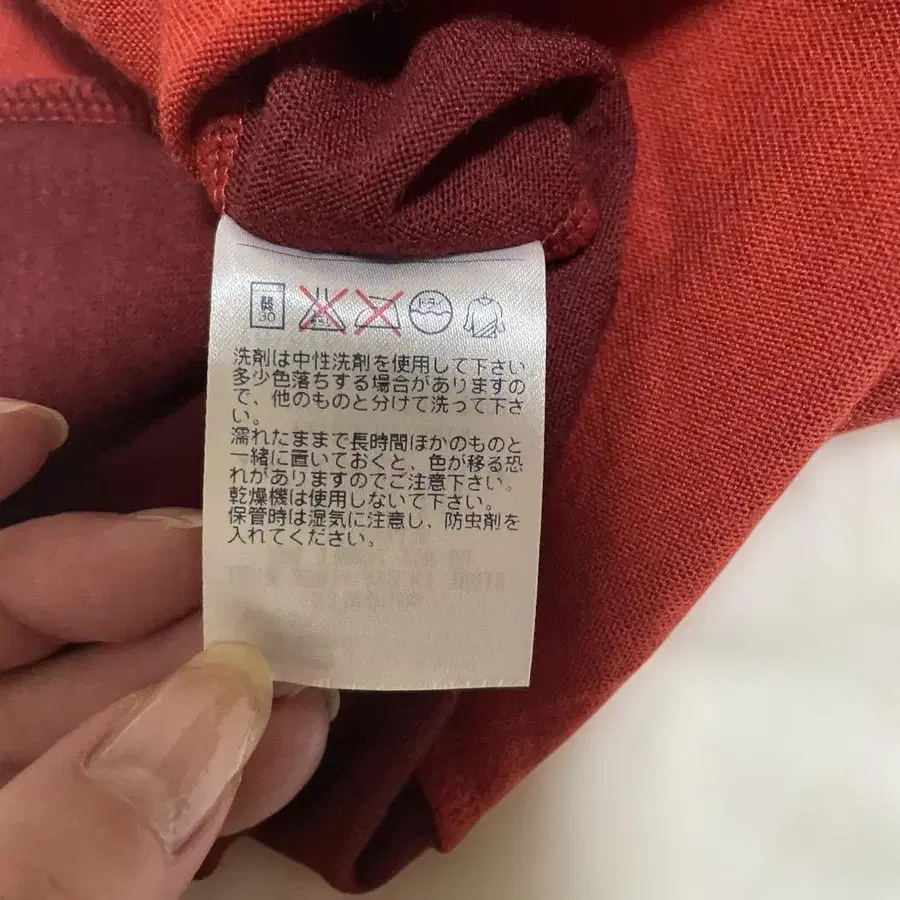 30
洗剤は中性洗剤を使用して下さい
多少色落ちする場合がありますの
で、他のものと分けて洗って下さ
い。
濡れたままで長時間ほかのものと
一緒に置いておくと、色が移る恐
れがありますのでご注意下さい。
乾燥機は使用しないで下さい。
保管時は湿気に注意し、防虫剤を
入れてください。